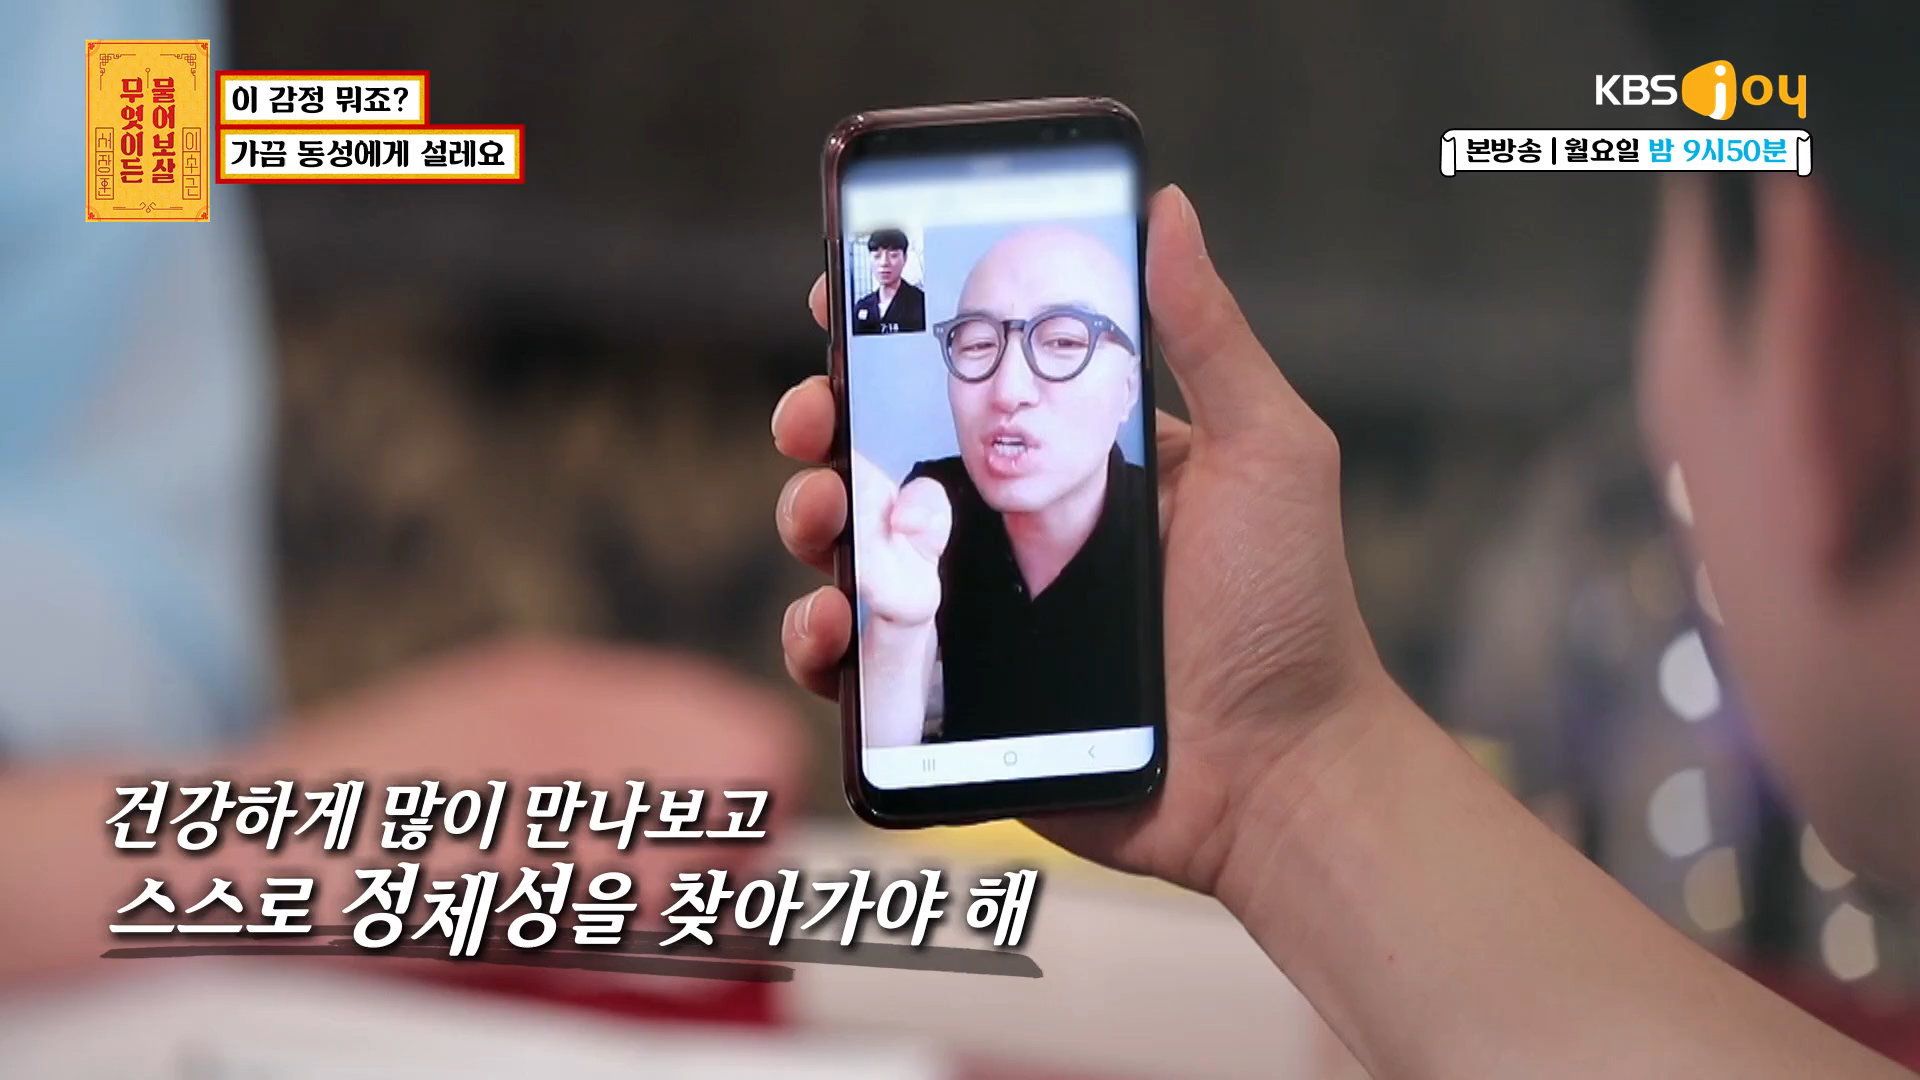 무엇이든
물어보살
서장훈
이수근
이 감정 뭐죠?
가끔 동성에게 설레요
KBS joy
본방송 | 월요일 밤 9시50분
7:18
건강하게 많이 만나보고
스스로 정체성을 찾아가야 해